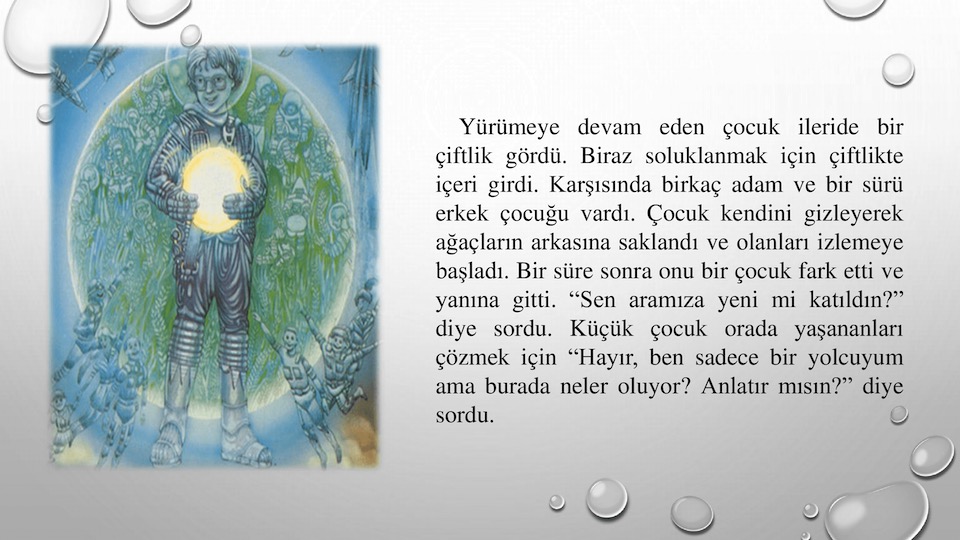 Yürümeye devam eden çocuk ileride bir
çiftlik gördü. Biraz soluklanmak için çiftlikte
içeri girdi. Karşısında birkaç adam ve bir sürü
erkek çocuğu vardı. Çocuk kendini gizleyerek
ağaçların arkasına saklandı ve olanları izlemeye
başladı. Bir süre sonra onu bir çocuk fark etti ve
yanına gitti. “Sen aramıza yeni mi katıldın?”
diye sordu. Küçük çocuk orada yaşananları
çözmek için “Hayır, ben sadece bir yolcuyum
ama burada neler oluyor? Anlatır mısın?” diye
sordu.